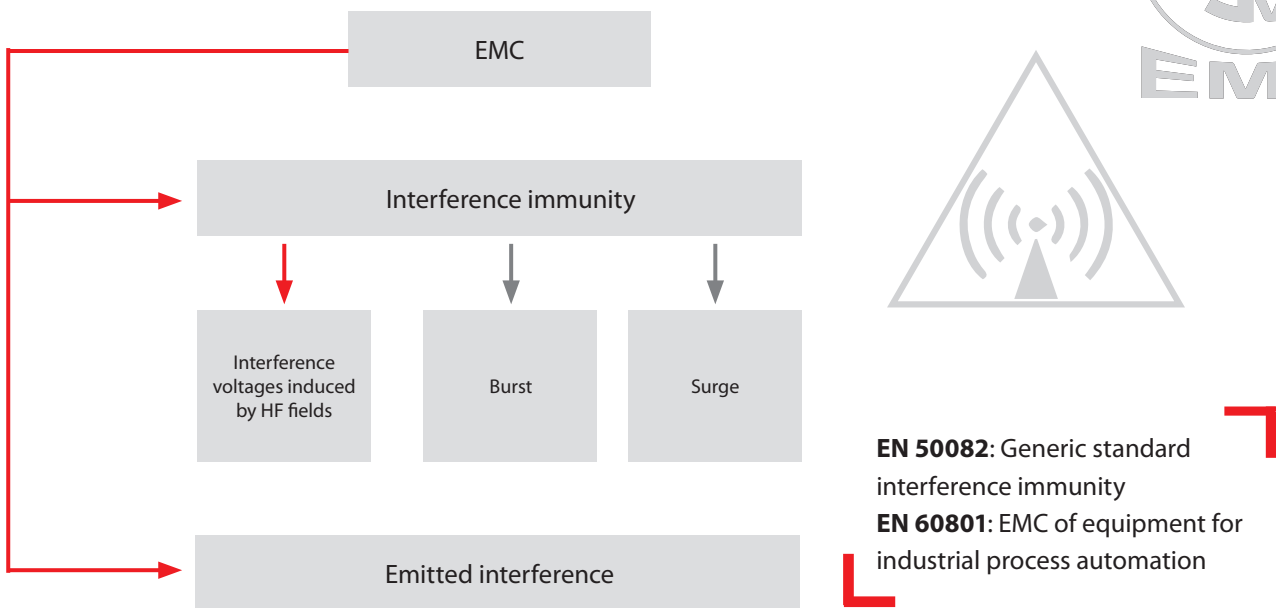 EMC
Interference immunity
Interference
voltages induced
by HF fields
Burst
Surge
Emitted interference
EN 50082: Generic standard
interference immunity
EN 60801: EMC of equipment for
industrial process automation